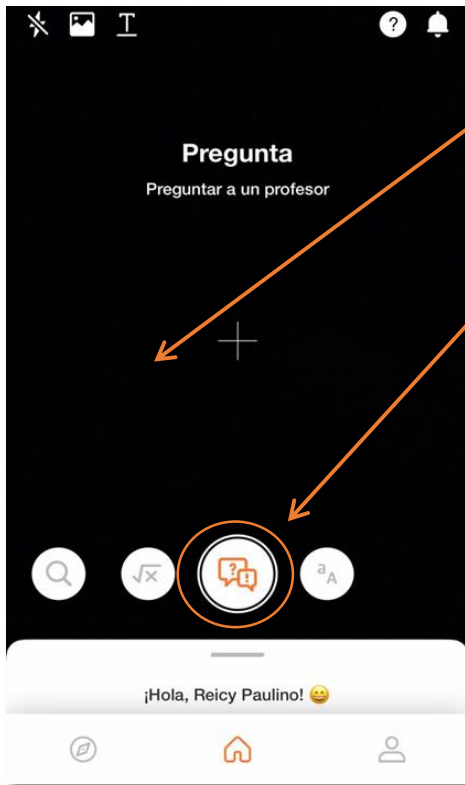 T
?
Pregunta
Preguntar a un profesor
√x
? !
a A
¡Hola, Reicy Paulino! 😀